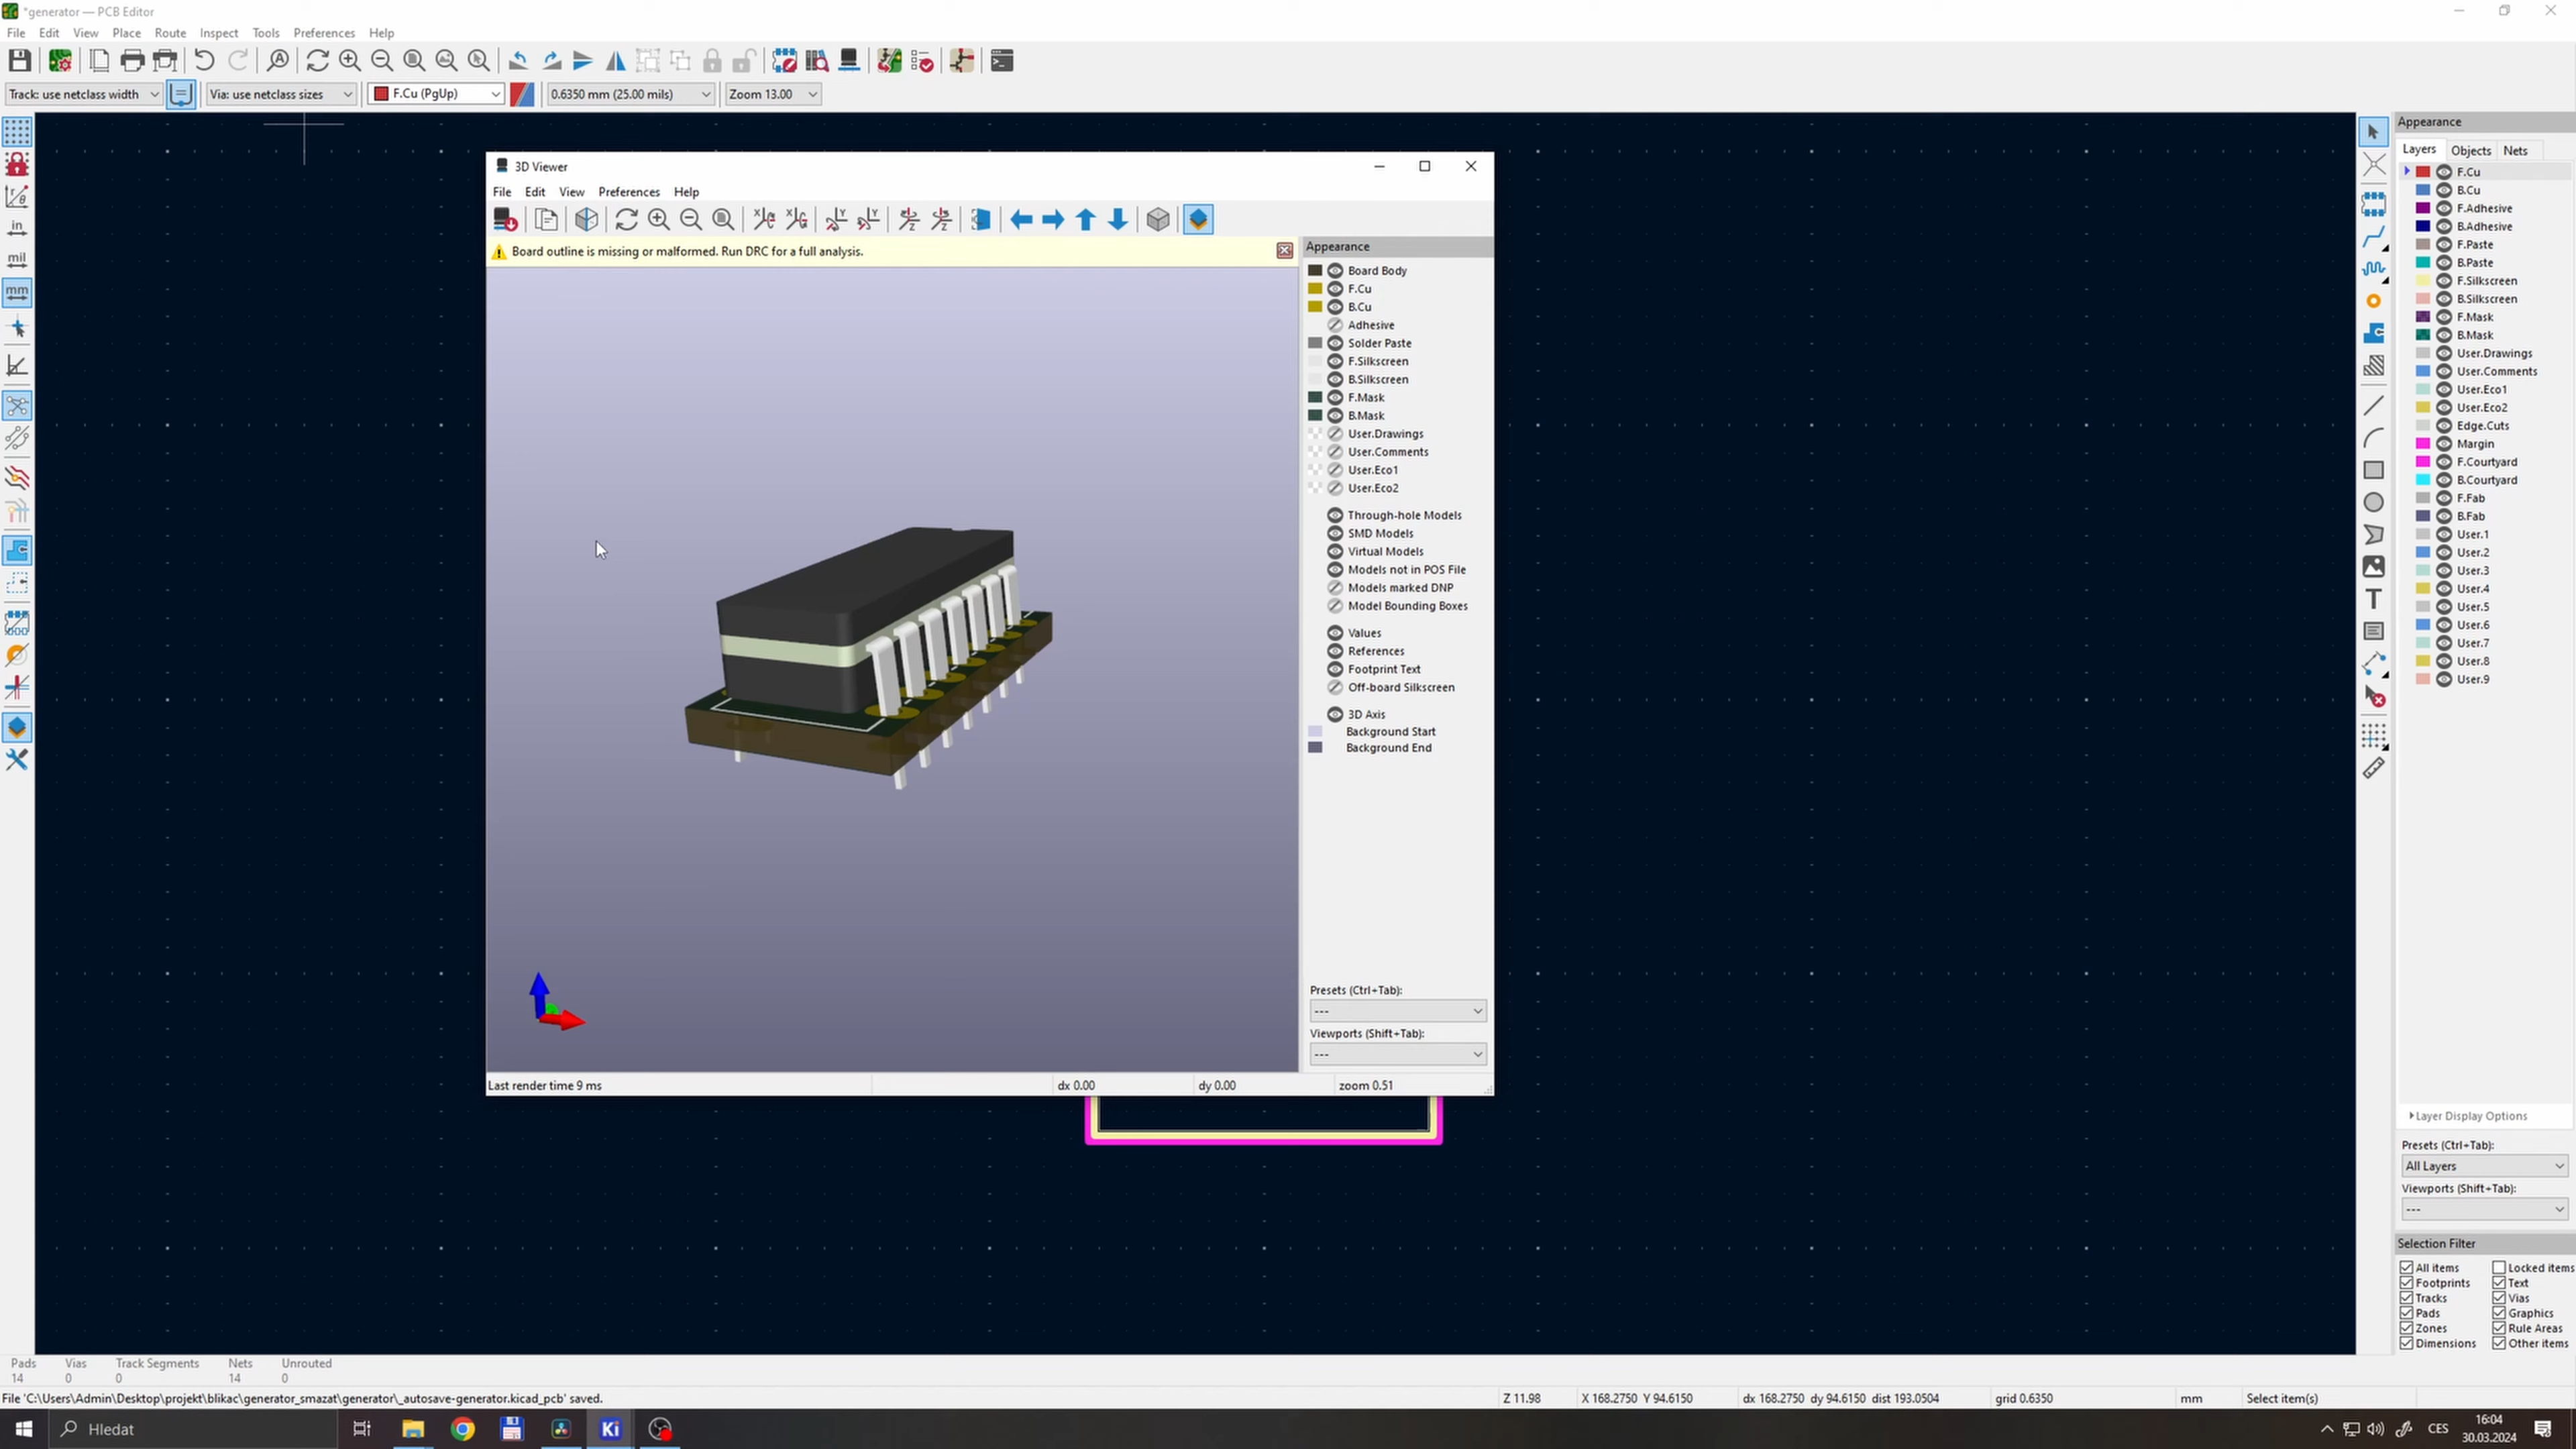 *generator — PCB Editor
File Edit View Place Route Inspect Tools Preferences Help
Track: use netclass width Via: use netclass sizes F.Cu (PgUp) 0.6350 mm (25.00 mils) Zoom 13.00
in
mil
mm
3D Viewer
File Edit View Preferences Help
Board outline is missing or malformed. Run DRC for a full analysis.
Appearance
Board Body
F.Cu
B.Cu
Adhesive
Solder Paste
F.Silkscreen
B.Silkscreen
F.Mask
B.Mask
User.Drawings
User.Comments
User.Eco1
User.Eco2
Through-hole Models
SMD Models
Virtual Models
Models not in POS File
Models marked DNP
Model Bounding Boxes
Values
References
Footprint Text
Off-board Silkscreen
3D Axis
Background Start
Background End
Presets (Ctrl+Tab):
---
Viewports (Shift+Tab):
---
Last render time 9 ms dx 0.00 dy 0.00 zoom 0.51
Appearance
Layers Objects Nets
F.Cu
B.Cu
F.Adhesive
B.Adhesive
F.Paste
B.Paste
F.Silkscreen
B.Silkscreen
F.Mask
B.Mask
User.Drawings
User.Comments
User.Eco1
User.Eco2
Edge.Cuts
Margin
F.Courtyard
B.Courtyard
F.Fab
B.Fab
User.1
User.2
User.3
User.4
User.5
User.6
User.7
User.8
User.9
Layer Display Options
Presets (Ctrl+Tab):
All Layers
Viewports (Shift+Tab):
---
Selection Filter
All items Locked items
Footprints Text
Tracks Vias
Pads Graphics
Zones Rule Areas
Dimensions Other items
Pads Vias Track Segments Nets Unrouted
14 0 0 14 0
File 'C:\Users\Admin\Desktop\projekt\blikac\generator_smazat\generator\_autosave-generator.kicad_pcb' saved. Z 11.98 X 168.2750 Y 94.6150 dx 168.2750 dy 94.6150 dist 193.0504 grid 0.6350 mm Select item(s)
Hledat Ki CES 16:04
30.03.2024